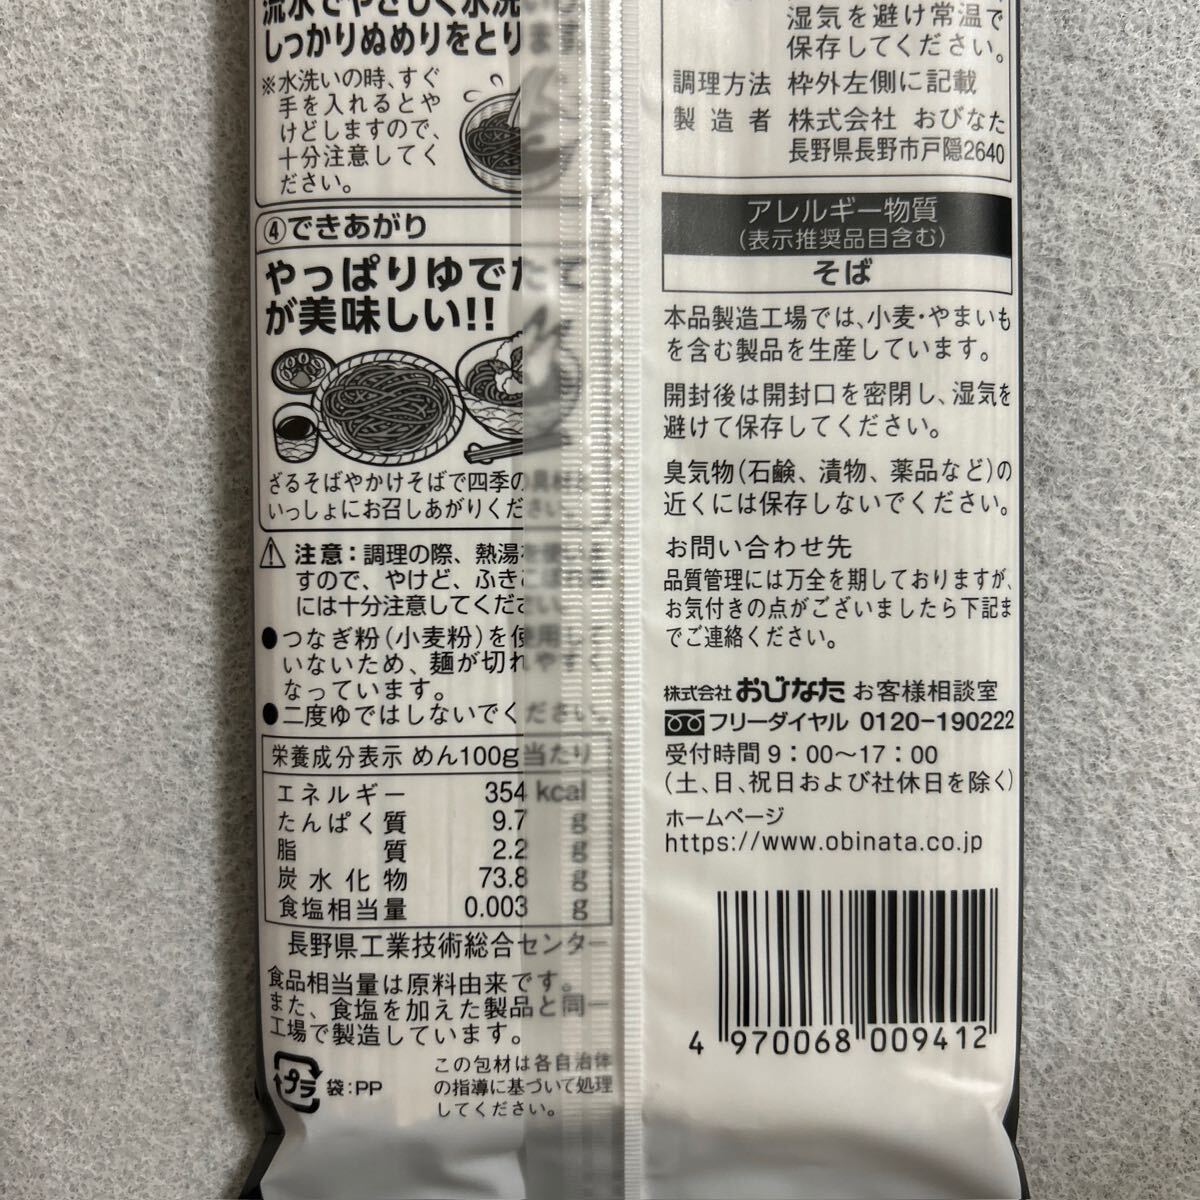 流水でやさしく水洗いし
しっかりぬめりをとります
※水洗いの時、すぐ
手を入れるとや
けどしますので、
十分注意してく
ださい。
④できあがり
やっぱりゆでたて
が美味しい!!
ざるそばやかけそばで四季の具材と
いっしょにお召しあがりください。
⚠ 注意：調理の際、熱湯を使いま
すので、やけど、ふきこぼれ等
には十分注意してください。
●つなぎ粉（小麦粉）を使用して
いないため、麺が切れやすく
なっています。
●二度ゆではしないでください。
栄養成分表示 めん100g当たり
エネルギー 354 kcal
たんぱく質 9.7 g
脂質 2.2 g
炭水化物 73.8 g
食塩相当量 0.003 g
長野県工業技術総合センター
食品相当量は原料由来です。
また、食塩を加えた製品と同一
工場で製造しています。
プラ 袋：PP
この包材は各自治体
の指導に基づいて処理
してください。
湿気を避け常温で
保存してください。
調理方法 枠外左側に記載
製造者 株式会社 おびなた
長野県長野市戸隠2640
アレルギー物質
（表示推奨品目含む）
そば
本品製造工場では、小麦・やまいも
を含む製品を生産しています。
開封後は開封口を密閉し、湿気を
避けて保存してください。
臭気物（石鹸、漬物、薬品など）の
近くには保存しないでください。
お問い合わせ先
品質管理には万全を期しておりますが、
お気付きの点がございましたら下記ま
でご連絡ください。
株式会社 おびなた お客様相談室
フリーダイヤル 0120-190222
受付時間 9：00〜17：00
（土、日、祝日および社休日を除く）
ホームページ
https://www.obinata.co.jp
4 970068 009412